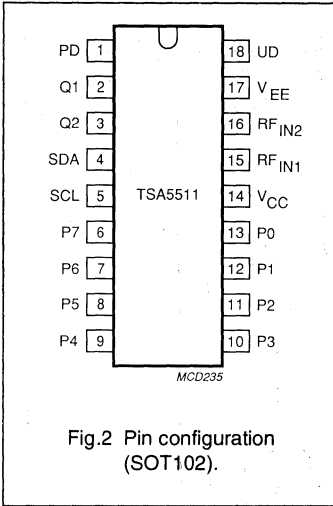 PD 1 18 UD
Q1 2 17 VEE
Q2 3 16 RFIN2
SDA 4 15 RFIN1
SCL 5 TSA5511 14 VCC
P7 6 13 P0
P6 7 12 P1
P5 8 11 P2
P4 9 10 P3
MCD235
Fig.2 Pin configuration
(SOT102).